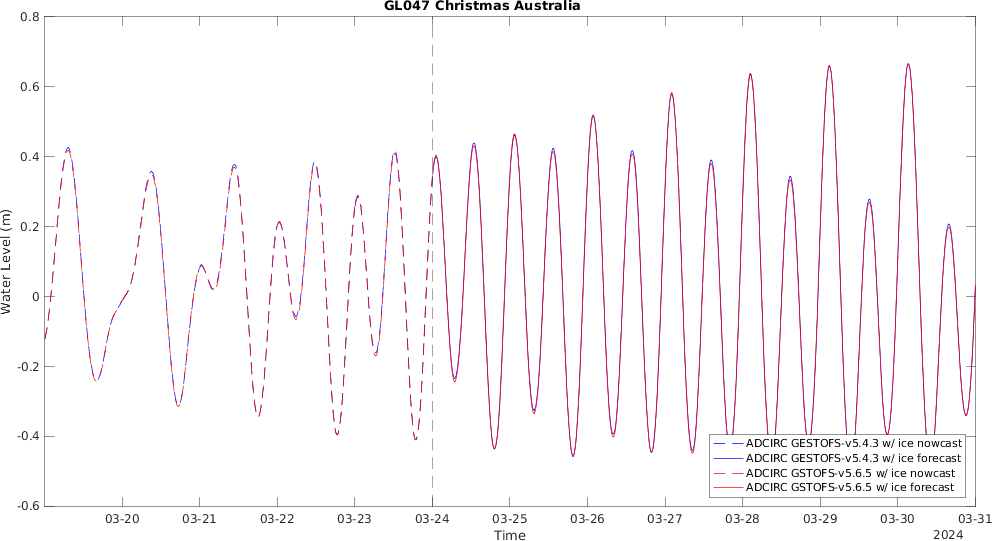 GL047 Christmas Australia
0.8
0.6
0.4
0.2
0
-0.2
-0.4
-0.6
Water Level (m)
ADCIRC GESTOFS-v5.4.3 w/ ice nowcast
ADCIRC GESTOFS-v5.4.3 w/ ice forecast
ADCIRC GSTOFS-v5.6.5 w/ ice nowcast
ADCIRC GSTOFS-v5.6.5 w/ ice forecast
03-20 03-21 03-22 03-23 03-24 03-25 03-26 03-27 03-28 03-29 03-30 03-31
Time
2024